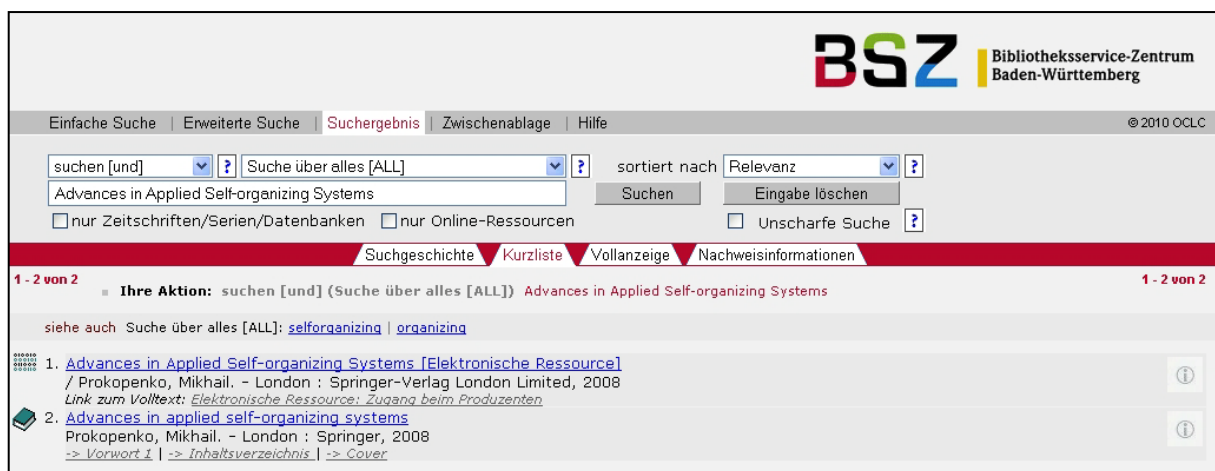 BSZ
Bibliotheksservice-Zentrum
Baden-Württemberg
Einfache Suche | Erweiterte Suche | Suchergebnis | Zwischenablage | Hilfe
© 2010 OCLC
suchen [und] ? Suche über alles [ALL] ? sortiert nach Relevanz ?
Advances in Applied Self-organizing Systems Suchen Eingabe löschen
nur Zeitschriften/Serien/Datenbanken nur Online-Ressourcen Unscharfe Suche ?
Suchgeschichte Kurzliste Vollanzeige Nachweisinformationen
1 - 2 von 2 Ihre Aktion: suchen [und] (Suche über alles [ALL]) Advances in Applied Self-organizing Systems 1 - 2 von 2
siehe auch Suche über alles [ALL]: selforganizing | organizing
1. Advances in Applied Self-organizing Systems [Elektronische Ressource]
/ Prokopenko, Mikhail. - London : Springer-Verlag London Limited, 2008
Link zum Volltext: Elektronische Ressource: Zugang beim Produzenten
2. Advances in applied self-organizing systems
Prokopenko, Mikhail. - London : Springer, 2008
-> Vorwort 1 | -> Inhaltsverzeichnis | -> Cover